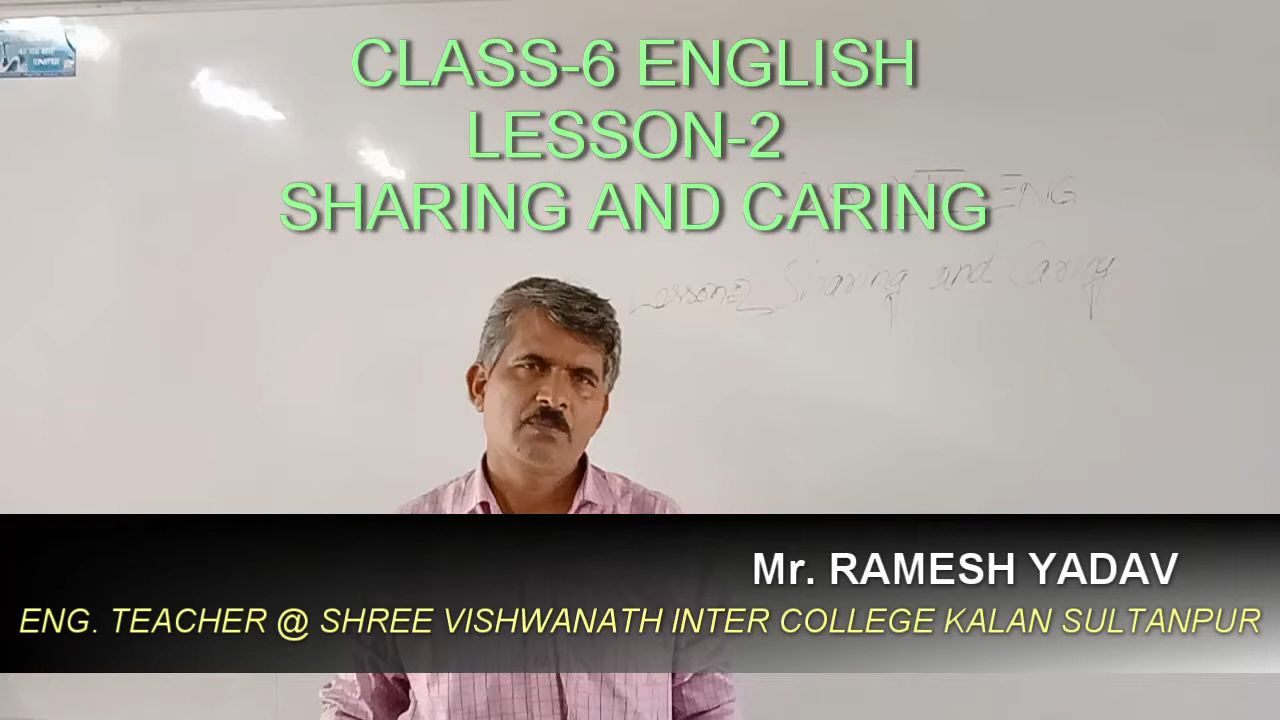 CLASS-6 ENGLISH
LESSON-2
SHARING AND CARING
ENG
Lesson-2 Sharing and Caring
Mr. RAMESH YADAV
ENG. TEACHER @ SHREE VISHWANATH INTER COLLEGE KALAN SULTANPUR